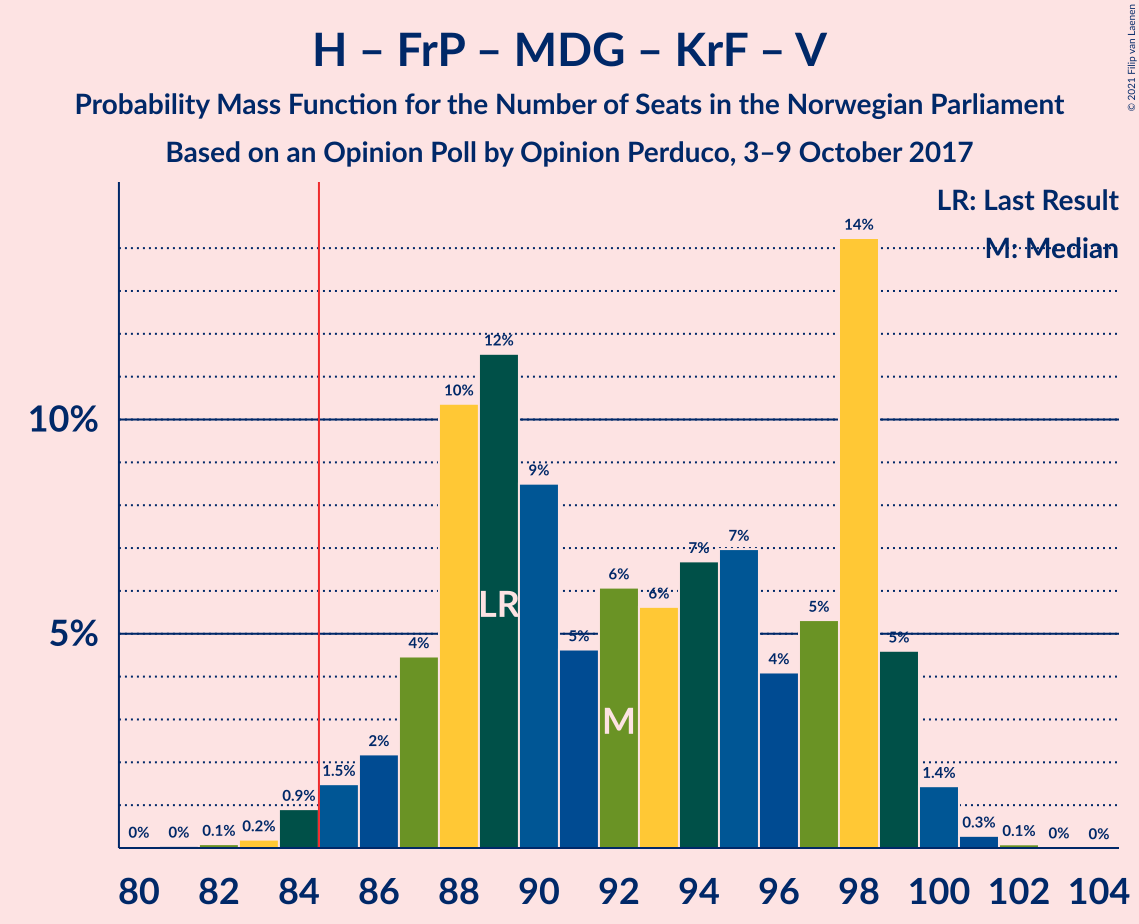 H – FrP – MDG – KrF – V
Probability Mass Function for the Number of Seats in the Norwegian Parliament
Based on an Opinion Poll by Opinion Perduco, 3–9 October 2017
© 2021 Filip van Laenen
LR: Last Result
M: Median
10%
5%
0% 0% 0.1% 0.2% 0.9% 1.5% 2% 4% 10% 12% 9% 5% 6% 6% 7% 7% 4% 5% 14% 5% 1.4% 0.3% 0.1% 0% 0%
LR
M
80 82 84 86 88 90 92 94 96 98 100 102 104